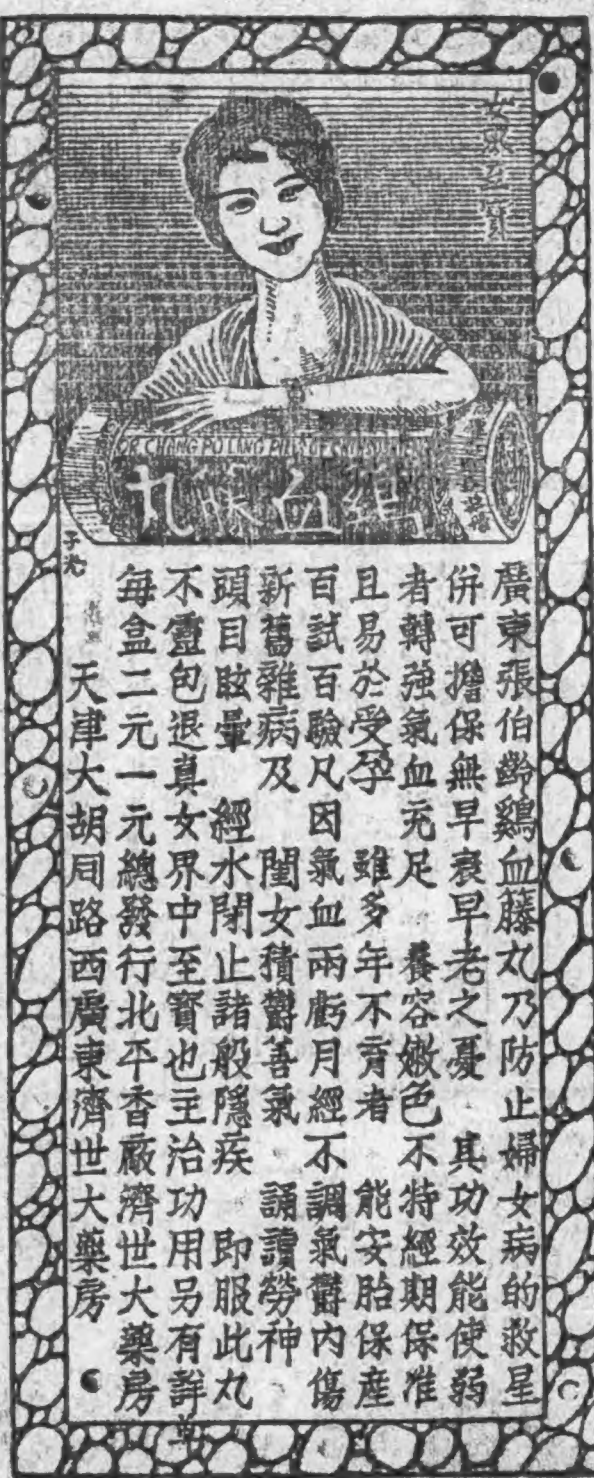 女界至寶
DR CHANG POLING PILLS OF
丸籐血鷄
子光
廣東張伯齡鷄血籐丸乃防止婦女病的救星
併可擔保無早衰早老之憂 其功效能使弱
者轉強氣血充足 養容嫩色不特經期保准
且易於受孕 雖多年不育者 能安胎保產
百試百驗凡因氣血兩虧月經不調氣鬱內傷
新舊雜病及 閨女積鬱善氣 誦讀勞神
頭目眩暈 經水閉止諸般隱疾 即服此丸
不靈包退真女界中至寶也主治功用另有詳單
每盒二元一元總發行北平香廠濟世大藥房
天津大胡同路西廣東濟世大藥房